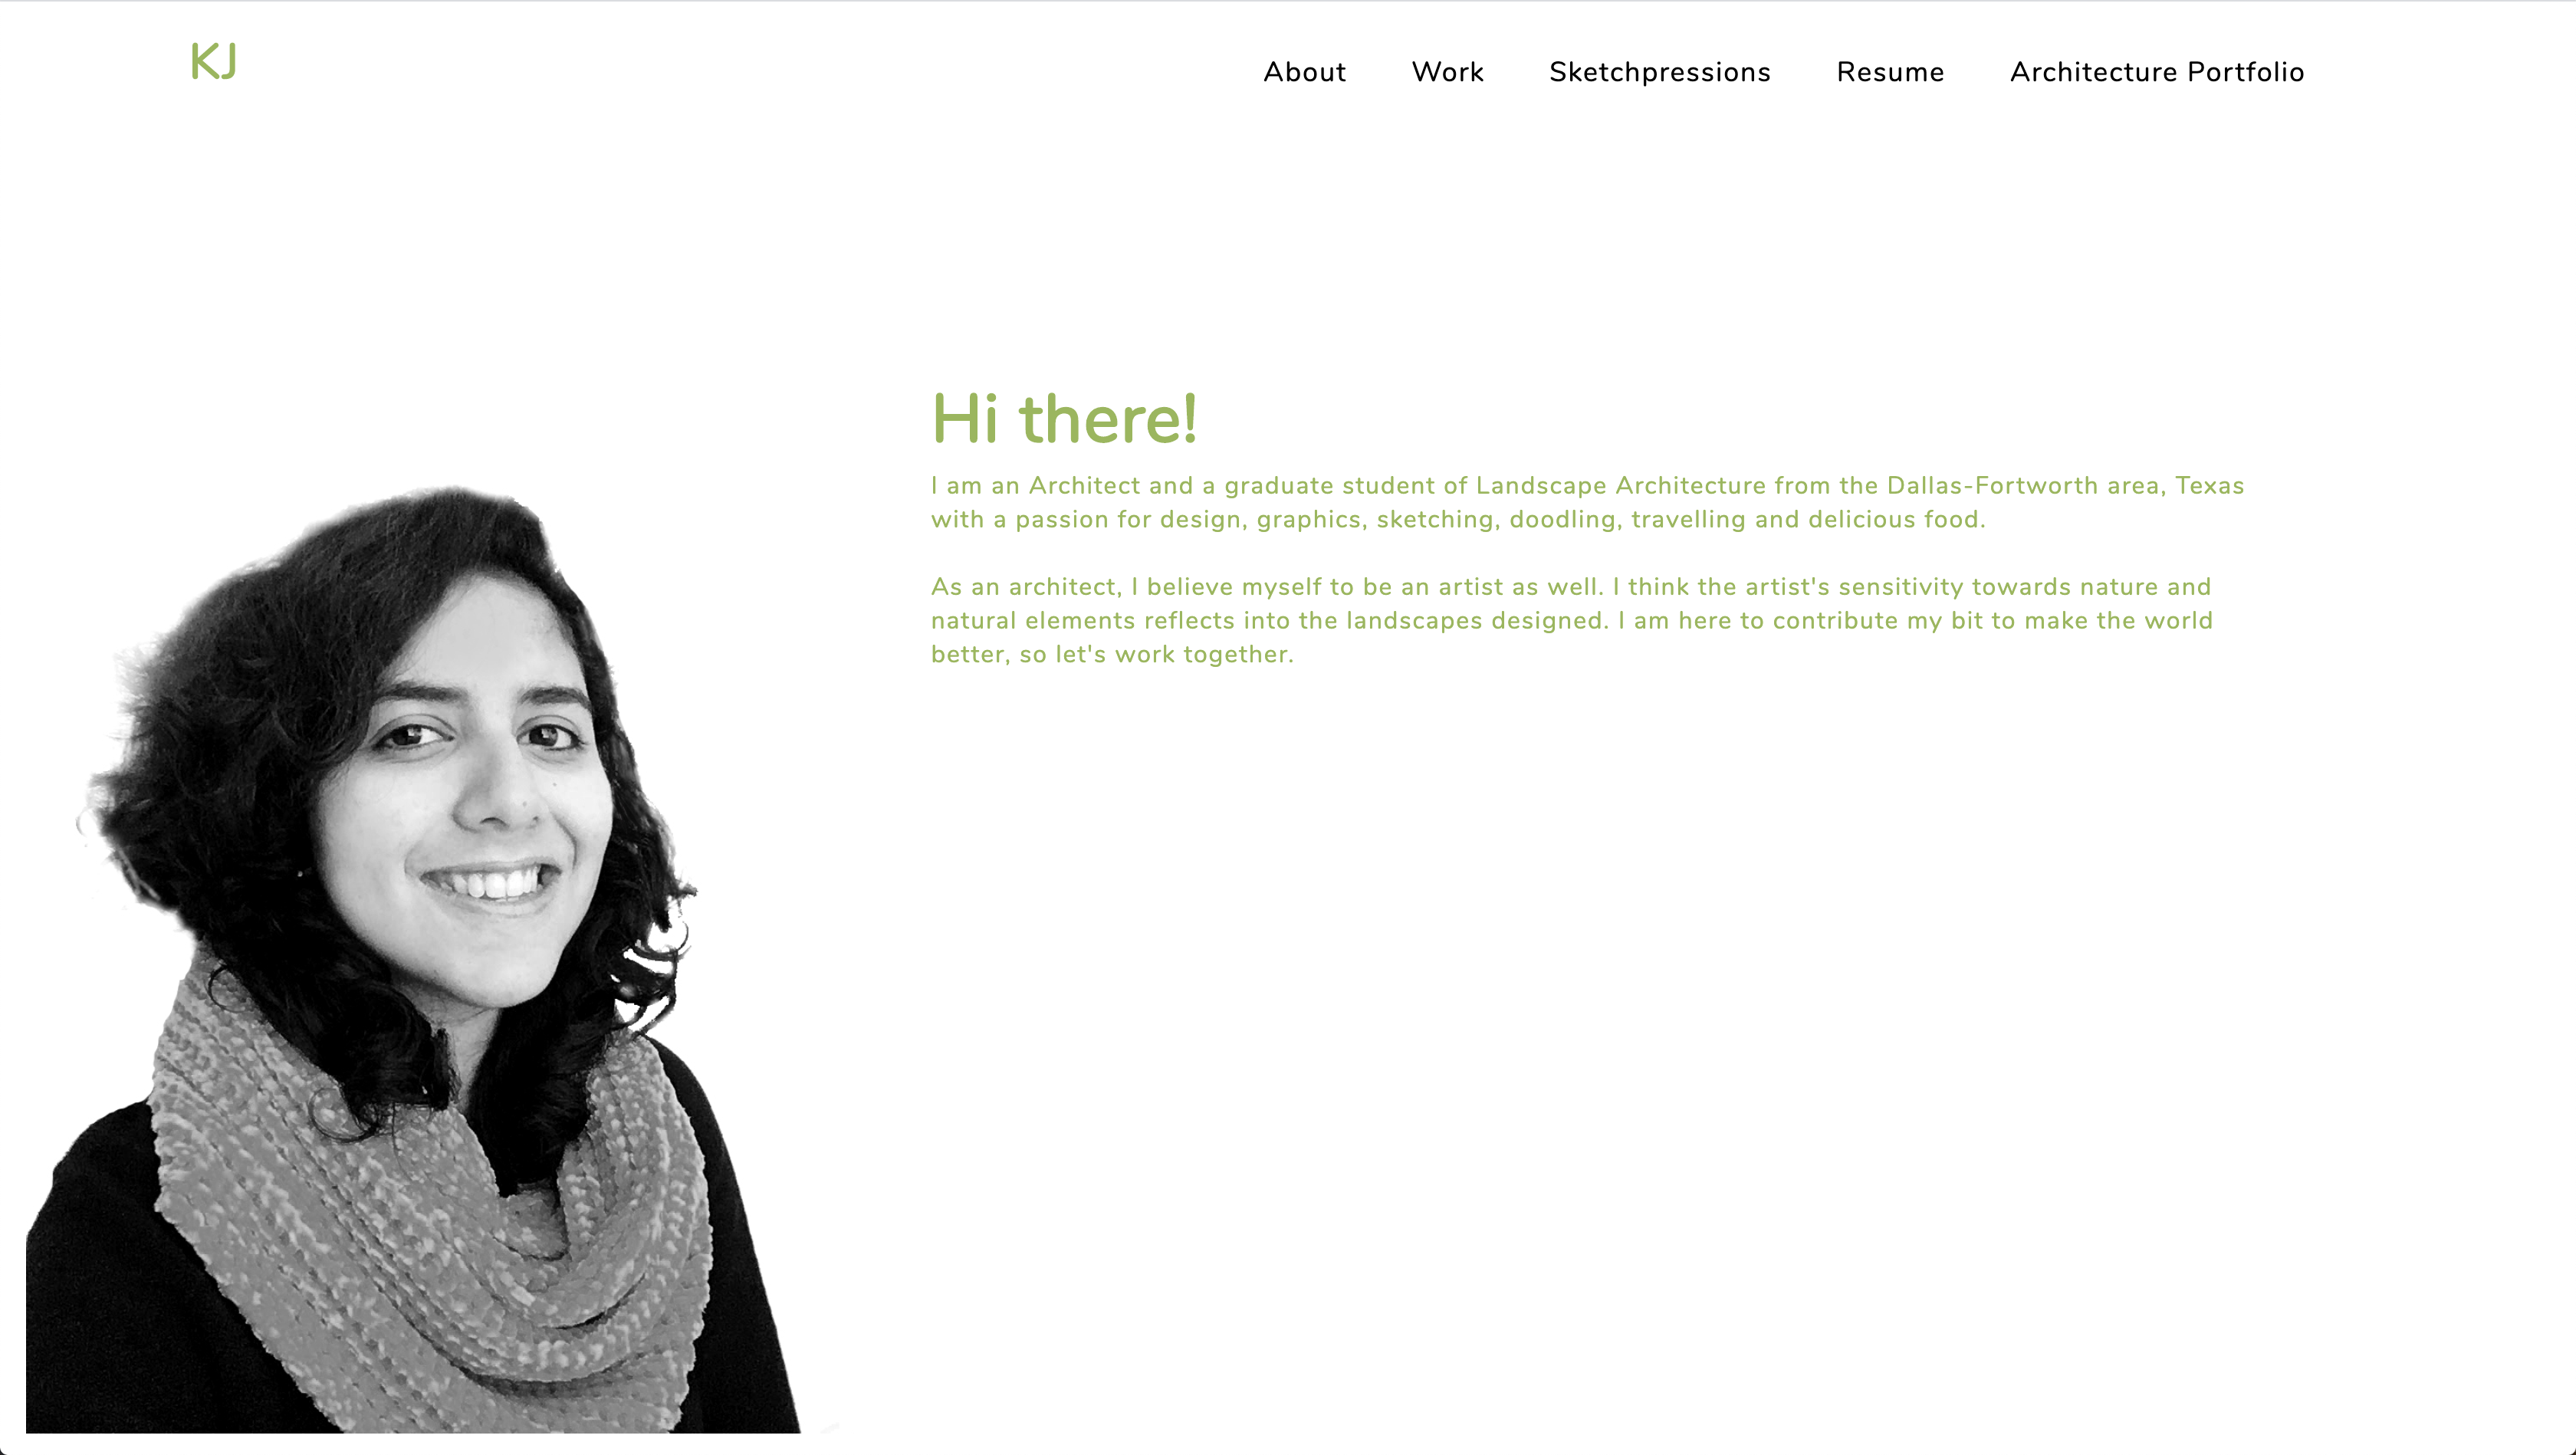 KJ
About Work Sketchpressions Resume Architecture Portfolio
Hi there!
I am an Architect and a graduate student of Landscape Architecture from the Dallas-Fortworth area, Texas
with a passion for design, graphics, sketching, doodling, travelling and delicious food.
As an architect, I believe myself to be an artist as well. I think the artist's sensitivity towards nature and
natural elements reflects into the landscapes designed. I am here to contribute my bit to make the world
better, so let's work together.